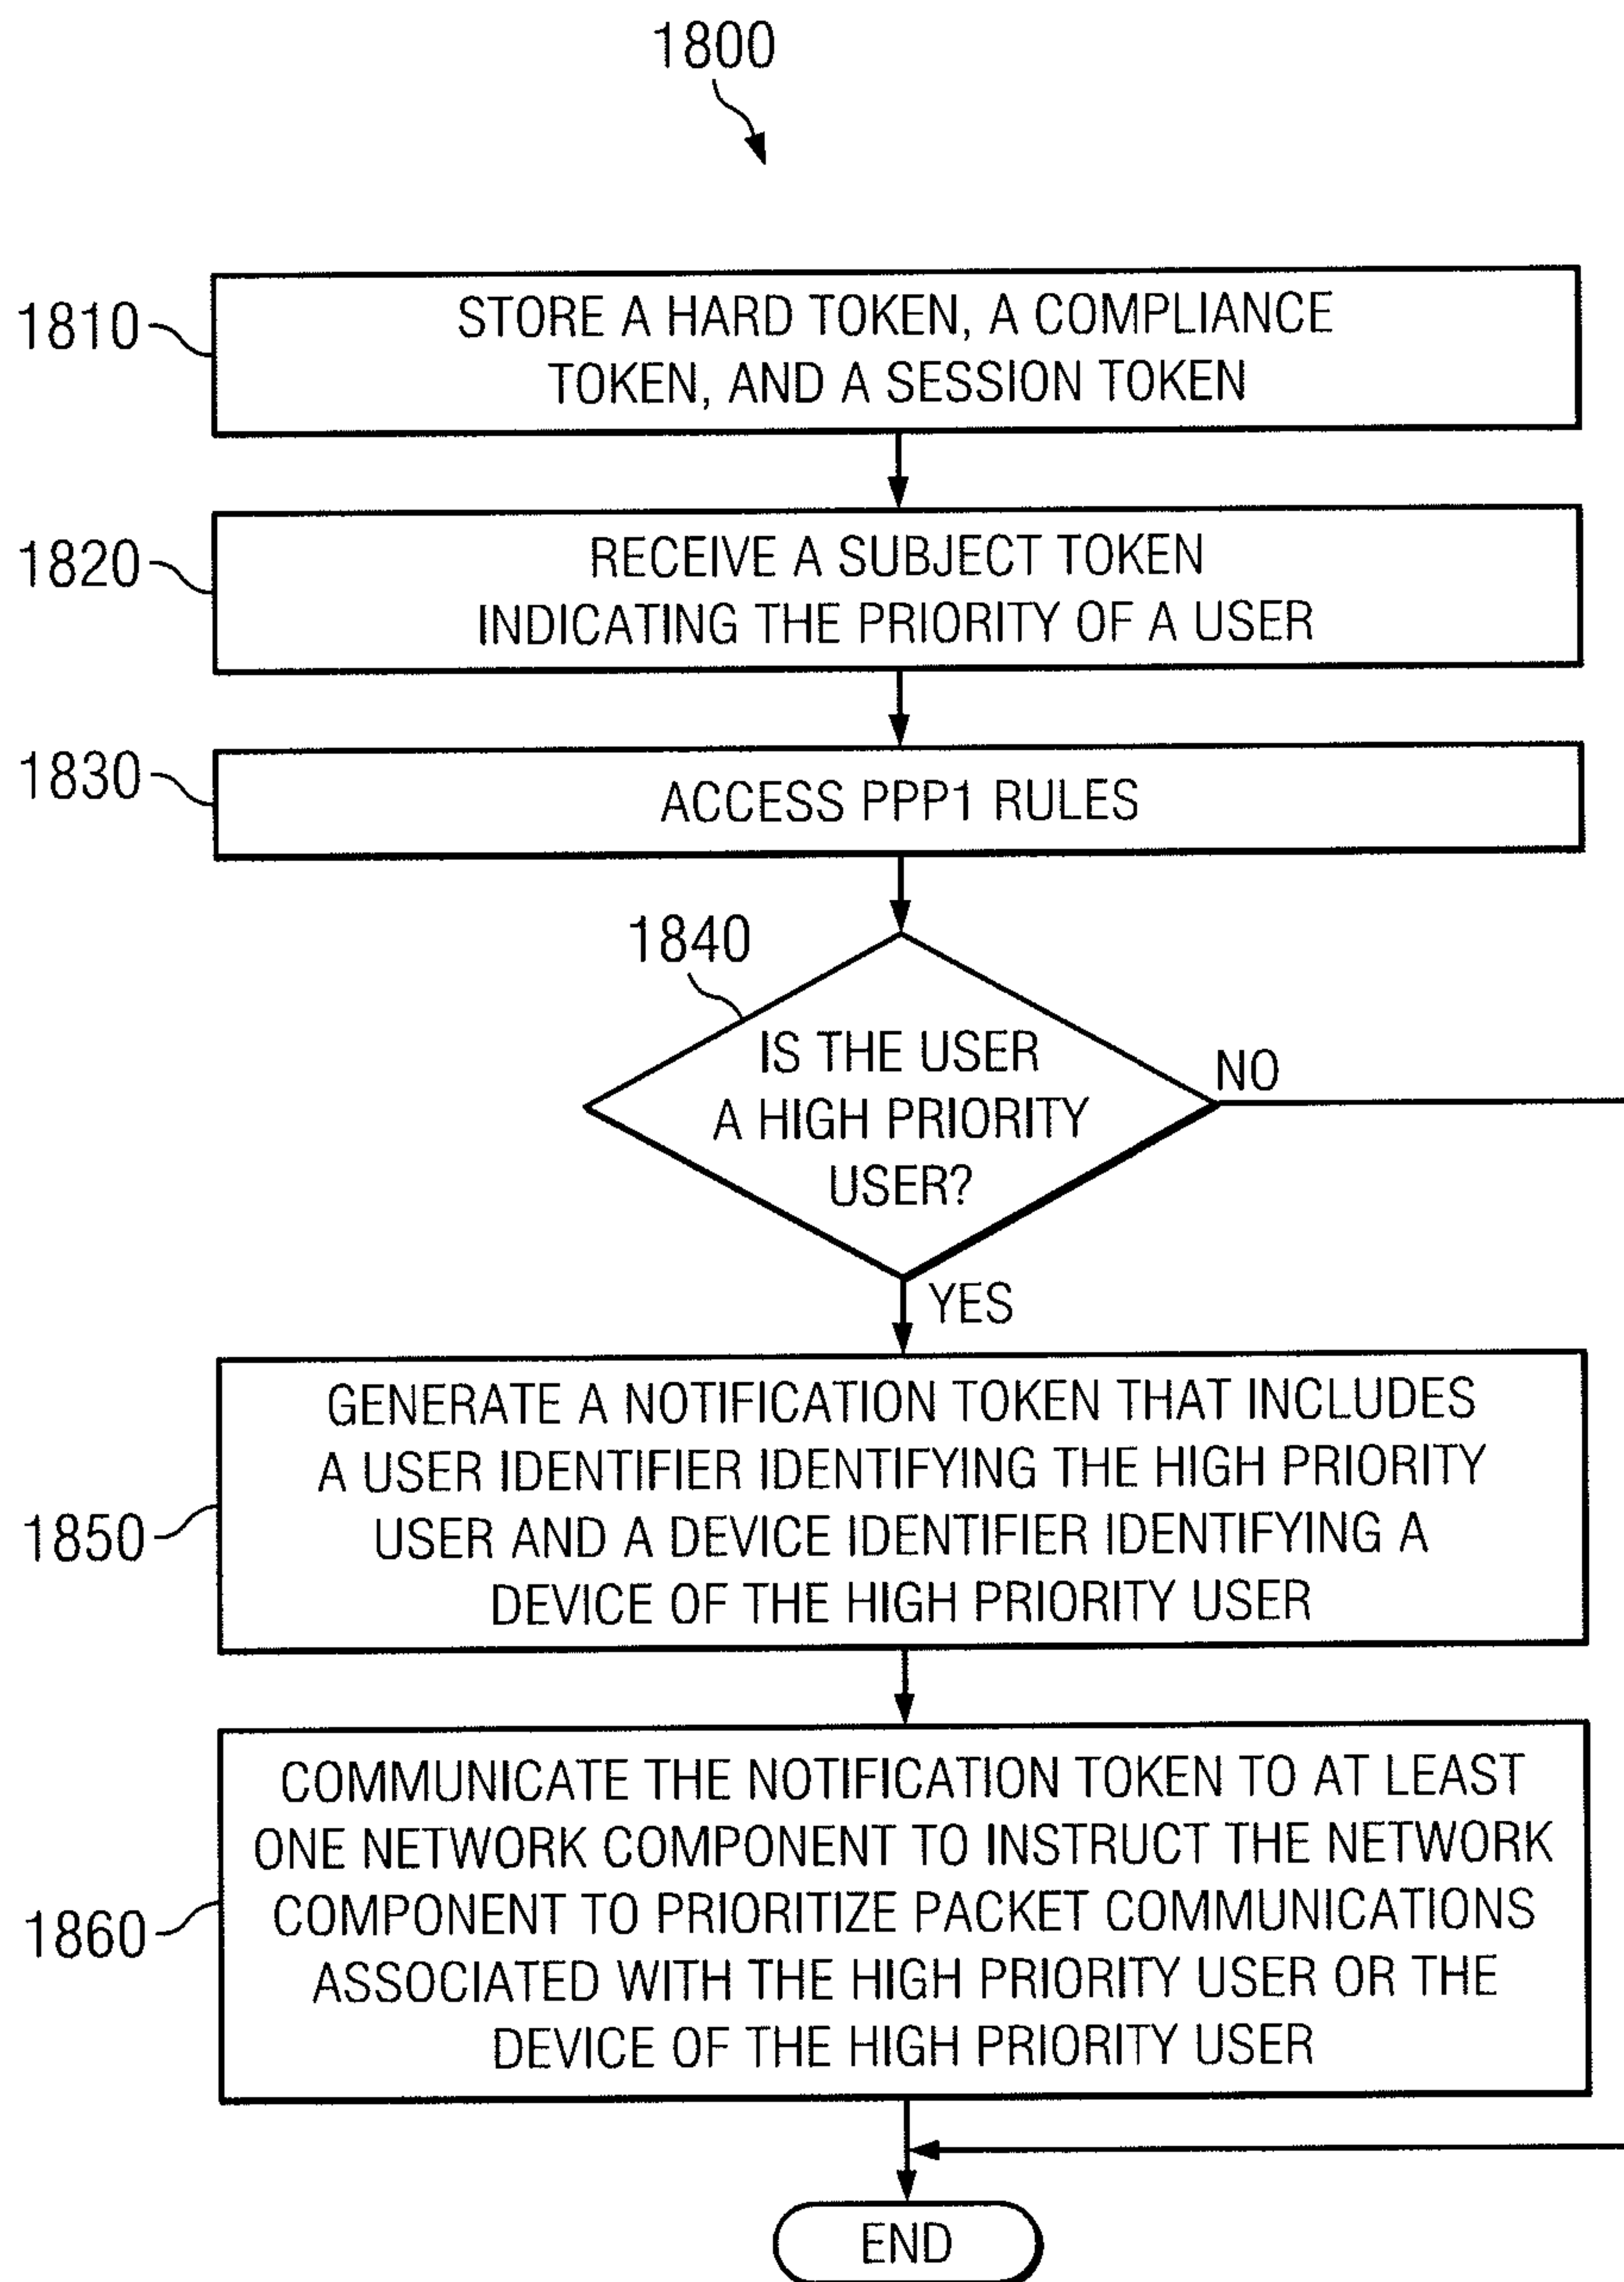 1800
1810
STORE A HARD TOKEN, A COMPLIANCE
TOKEN, AND A SESSION TOKEN
1820
RECEIVE A SUBJECT TOKEN
INDICATING THE PRIORITY OF A USER
1830
ACCESS PPP1 RULES
1840
IS THE USER
A HIGH PRIORITY
USER?
NO
YES
1850
GENERATE A NOTIFICATION TOKEN THAT INCLUDES
A USER IDENTIFIER IDENTIFYING THE HIGH PRIORITY
USER AND A DEVICE IDENTIFIER IDENTIFYING A
DEVICE OF THE HIGH PRIORITY USER
1860
COMMUNICATE THE NOTIFICATION TOKEN TO AT LEAST
ONE NETWORK COMPONENT TO INSTRUCT THE NETWORK
COMPONENT TO PRIORITIZE PACKET COMMUNICATIONS
ASSOCIATED WITH THE HIGH PRIORITY USER OR THE
DEVICE OF THE HIGH PRIORITY USER
END